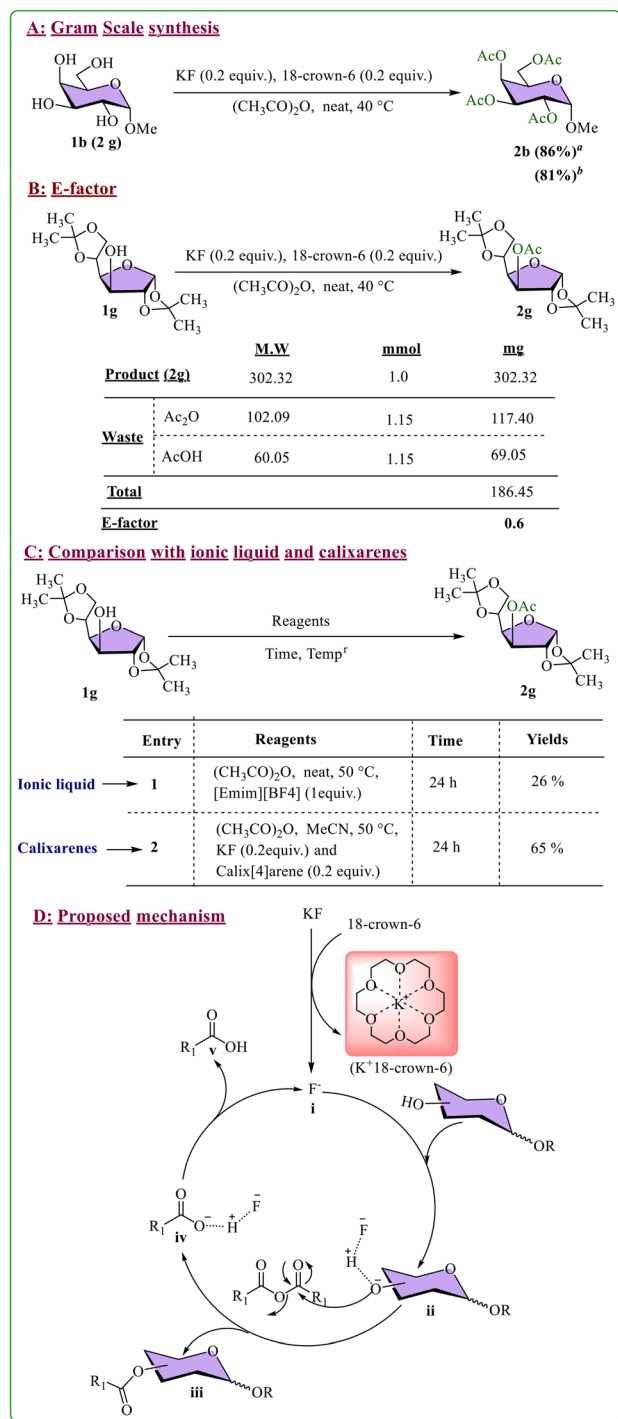 A: Gram Scale synthesis
OH OH
O
HO
HO
OMe
1b (2 g)
KF (0.2 equiv.), 18-crown-6 (0.2 equiv.)
(CH3CO)2O, neat, 40 °C
AcO OAc
O
AcO
AcO
OMe
2b (86%)a
(81%)b
B: E-factor
CH3
H3C
O
O
OH
O
O
O
CH3
CH3
1g
KF (0.2 equiv.), 18-crown-6 (0.2 equiv.)
(CH3CO)2O, neat, 40 °C
CH3
H3C
O
O
OAc
O
O
O
CH3
CH3
2g
M.W mmol mg
Product (2g) 302.32 1.0 302.32
Waste
Ac2O 102.09 1.15 117.40
AcOH 60.05 1.15 69.05
Total 186.45
E-factor 0.6
C: Comparison with ionic liquid and calixarenes
CH3
H3C
O
O
OH
O
O
O
CH3
CH3
1g
Reagents
Time, Tempr
CH3
H3C
O
O
OAc
O
O
O
CH3
CH3
2g
Entry Reagents Time Yields
Ionic liquid 1 (CH3CO)2O, neat, 50 °C, 24 h 26 %
[Emim][BF4] (1equiv.)
Calixarenes 2 (CH3CO)2O, MeCN, 50 °C, 24 h 65 %
KF (0.2equiv.) and
Calix[4]arene (0.2 equiv.)
D: Proposed mechanism
KF
18-crown-6
O
O O
K+
O O
O
(K+18-crown-6)
O
R1 OH
v
F-
i
HO
O
OR
O
R1 O- H+ F-
iv
O O
R1 O R1
F-
H+
O-
O
OR
ii
O
O
R1
O
OR
iii